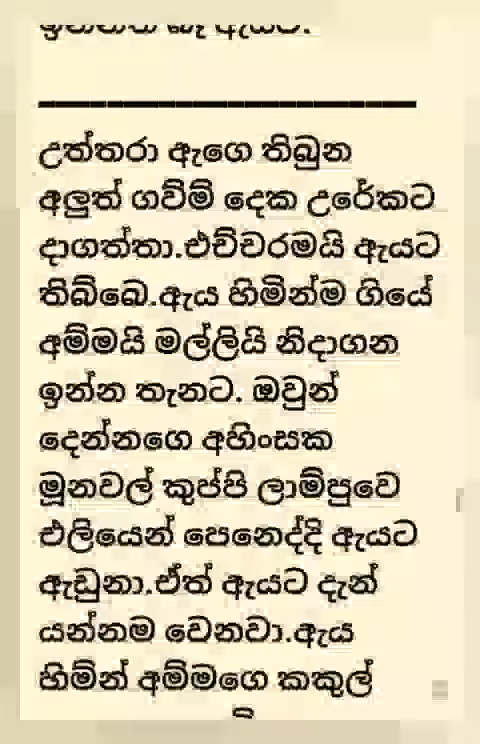 උත්තරා ඇගෙ තිබුන
අලුත් ගව්ම් දෙක උරේකට
දාගත්තා.එච්චරමයි ඇයට
තිබ්බෙ.ඇය හිමින්ම ගියේ
අම්මයි මල්ලියි නිදාගන
ඉන්න තැනට. ඔවුන්
දෙන්නගෙ අහිංසක
මූනවල් කුප්පි ලාම්පුවෙ
එලියෙන් පෙනෙද්දි ඇයට
ඇඩුනා.ඒත් ඇයට දැන්
යන්නම වෙනවා.ඇය
හිම්න් අම්මගෙ කකුල්